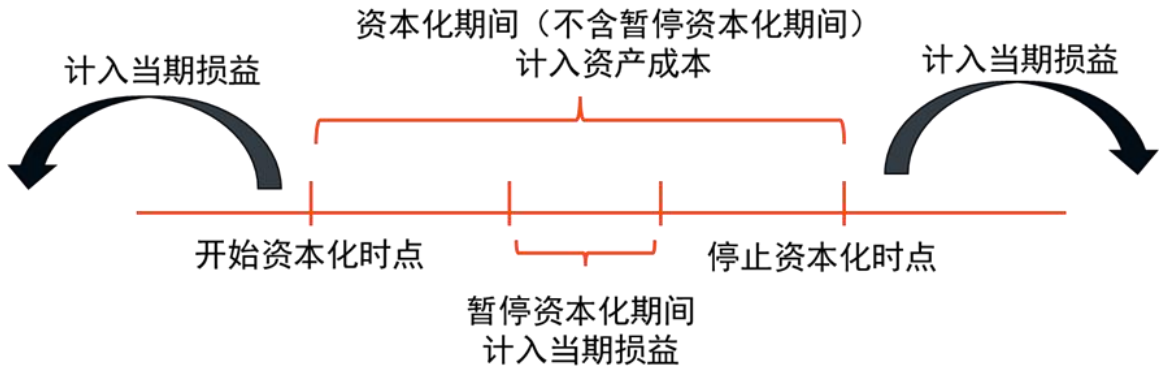 资本化期间（不含暂停资本化期间）
计入资产成本
计入当期损益
计入当期损益
开始资本化时点
停止资本化时点
暂停资本化期间
计入当期损益